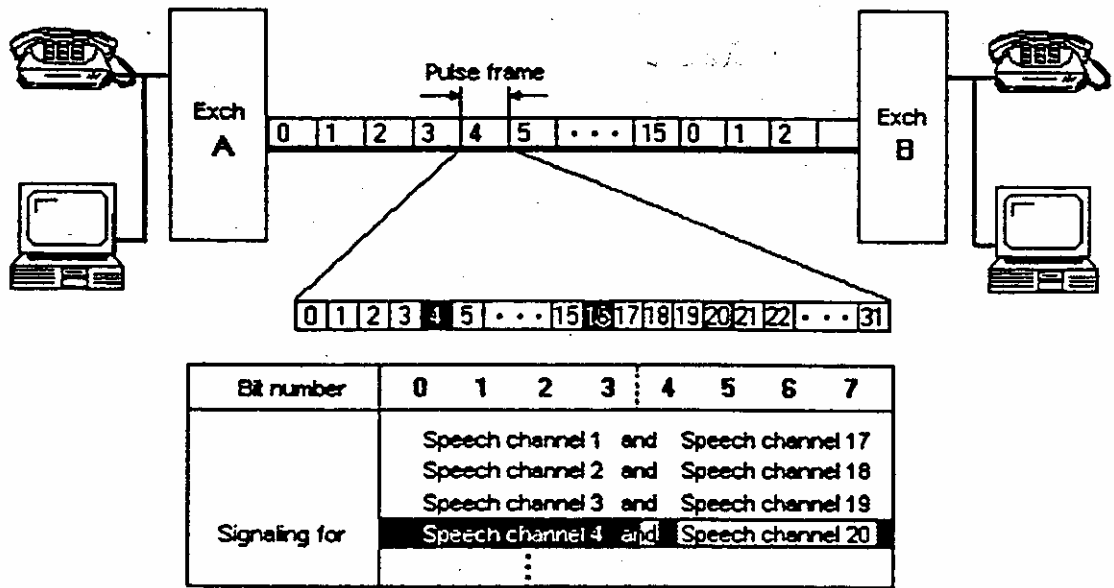 Pulse frame
Exch A
0 1 2 3 4 5 · · · 15 0 1 2
Exch B
0 1 2 3 4 5 · · · 15 16 17 18 19 20 21 22 · · · 31
Bit number 0 1 2 3 4 5 6 7
Speech channel 1 and Speech channel 17
Speech channel 2 and Speech channel 18
Speech channel 3 and Speech channel 19
Signaling for Speech channel 4 and Speech channel 20